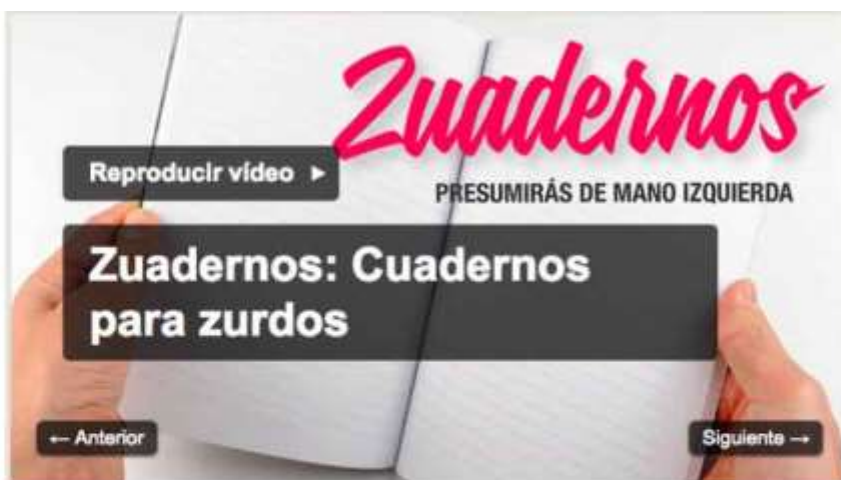 Zuadernos
PRESUMIRÁS DE MANO IZQUIERDA
Reproducir vídeo ▶
Zuadernos: Cuadernos
para zurdos
← Anterior
Siguiente →